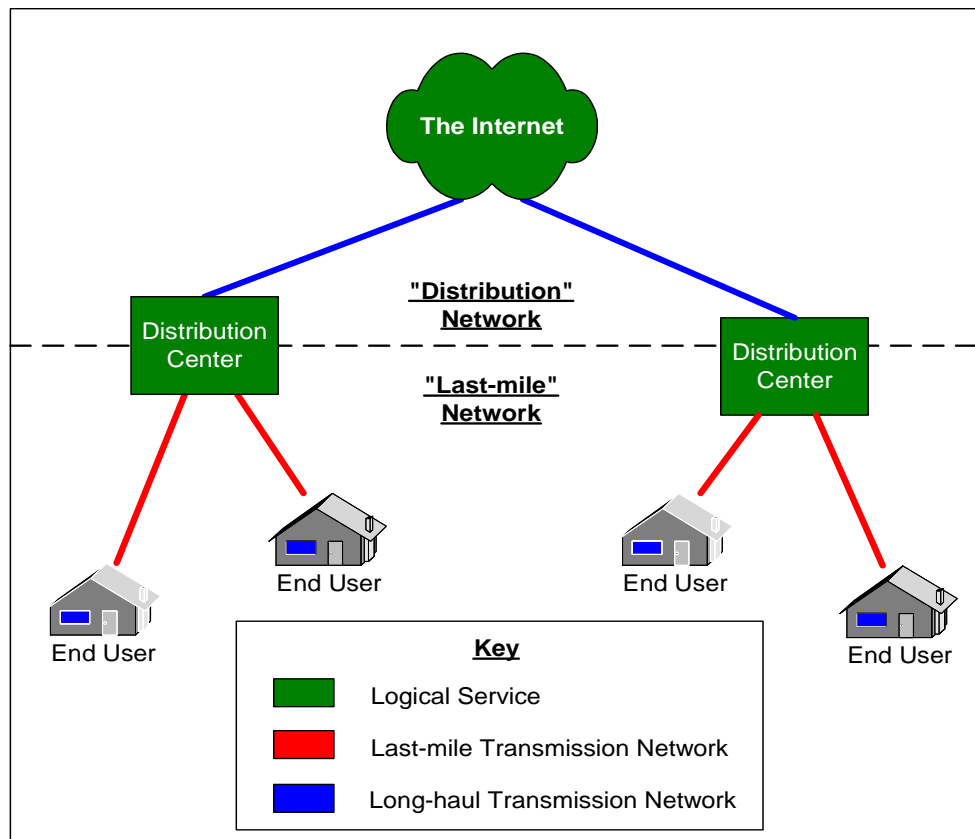 The Internet
"Distribution"
Network
Distribution
Center
Distribution
Center
"Last-mile"
Network
End User
End User
End User
End User
Key
Logical Service
Last-mile Transmission Network
Long-haul Transmission Network